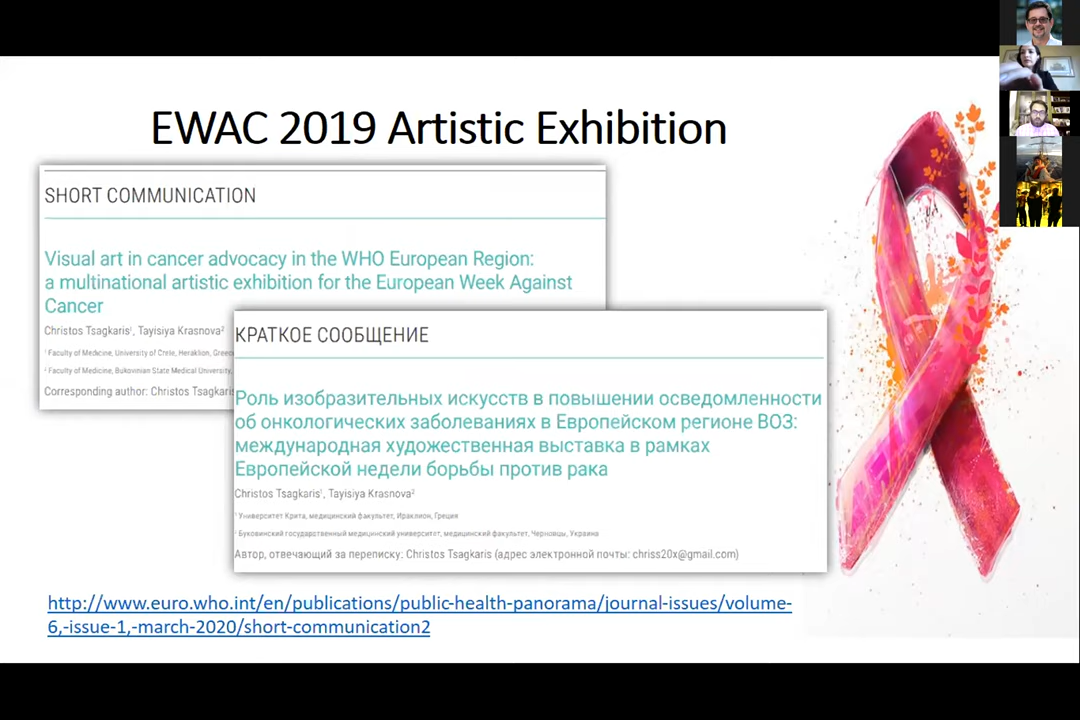 EWAC 2019 Artistic Exhibition
SHORT COMMUNICATION
Visual art in cancer advocacy in the WHO European Region:
a multinational artistic exhibition for the European Week Against
Cancer
Christos Tsagkaris¹, Tayisiya Krasnova²
¹ Faculty of Medicine, University of Crete, Heraklion,
² Faculty of Medicine, Bukovinian State Medical University,
Corresponding author: Christos
КРАТКОЕ СООБЩЕНИЕ
Роль изобразительных искусств в повышении осведомленности
об онкологических заболеваниях в Европейском регионе ВОЗ:
международная художественная выставка в рамках
Европейской недели борьбы против рака
Christos Tsagkaris¹, Tayisiya Krasnova²
¹ Университет Крита, медицинский факультет, Ираклион, Греция
² Буковинский государственный медицинский университет, медицинский факультет, Черновцы, Украина
Автор, отвечающий за переписку: Christos Tsagkaris (адрес электронной почты: chriss20x@gmail.com)
http://www.euro.who.int/en/publications/public-health-panorama/journal-issues/volume-
6,-issue-1,-march-2020/short-communication2